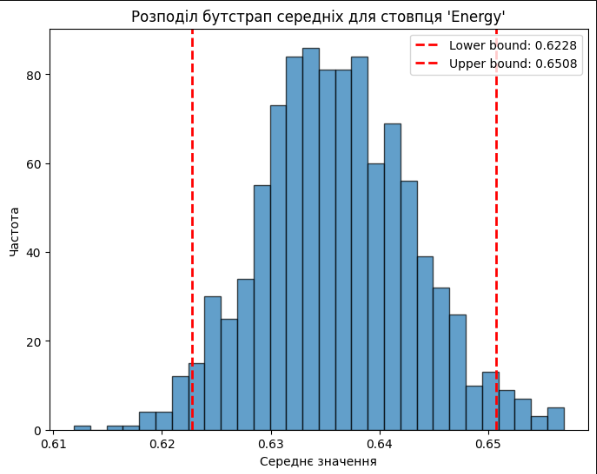 Розподіл бутстрап середніх для стовпця 'Energy'
Lower bound: 0.6228
Upper bound: 0.6508
Частота
80
60
40
20
0
0.61 0.62 0.63 0.64 0.65
Середнє значення